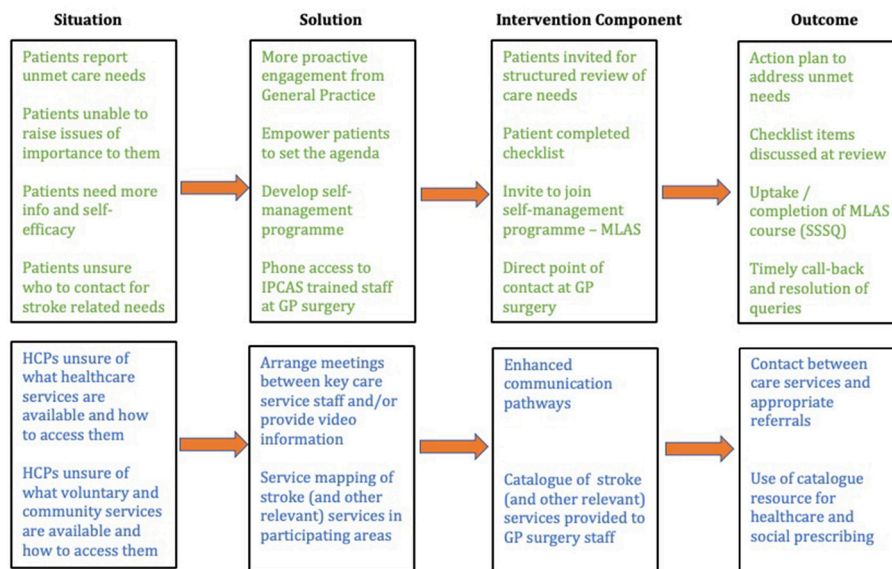 Situation
Solution
Intervention Component
Outcome
Patients report
unmet care needs
Patients unable to
raise issues of
importance to them
Patients need more
info and self-
efficacy
Patients unsure
who to contact for
stroke related needs
More proactive
engagement from
General Practice
Empower patients
to set the agenda
Develop self-
management
programme
Phone access to
IPCAS trained staff
at GP surgery
Patients invited for
structured review of
care needs
Patient completed
checklist
Invite to join
self-management
programme – MLAS
Direct point of
contact at GP
surgery
Action plan to
address unmet
needs
Checklist items
discussed at review
Uptake /
completion of MLAS
course (SSSQ)
Timely call-back
and resolution of
queries
HCPs unsure of
what healthcare
services are
available and how
to access them
HCPs unsure of
what voluntary and
community services
are available and
how to access them
Arrange meetings
between key care
service staff and/or
provide video
information
Service mapping of
stroke (and other
relevant) services in
participating areas
Enhanced
communication
pathways
Catalogue of stroke
(and other relevant)
services provided to
GP surgery staff
Contact between
care services and
appropriate
referrals
Use of catalogue
resource for
healthcare and
social prescribing